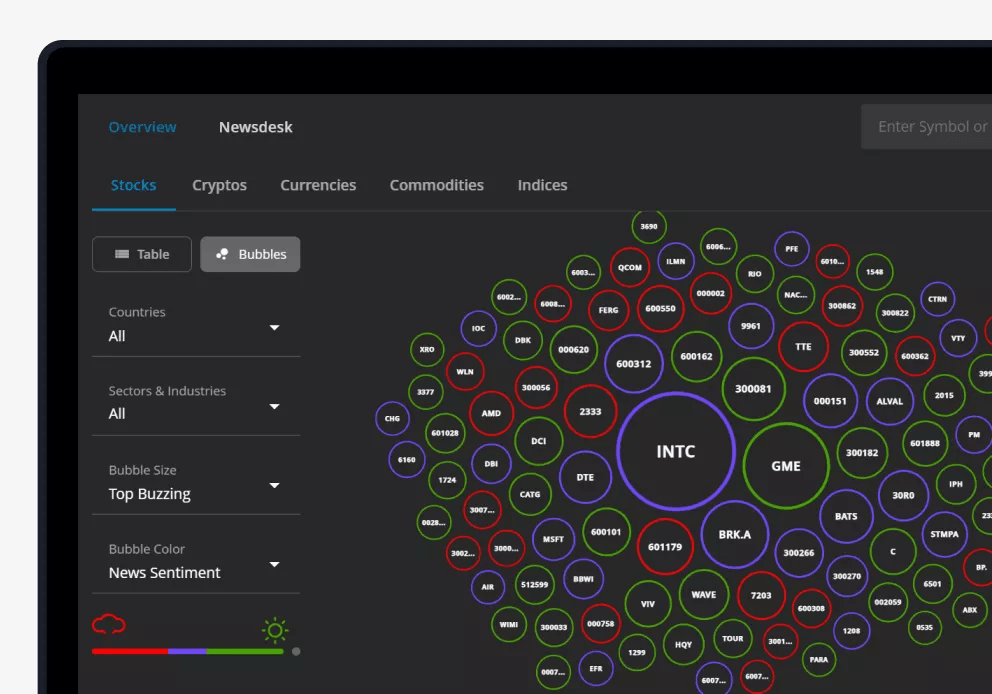 Overview Newsdesk
Enter Symbol or
Stocks Cryptos Currencies Commodities Indices
Table Bubbles
Countries
All
Sectors & Industries
All
Bubble Size
Top Buzzing
Bubble Color
News Sentiment
3690
6006...
PFE
6003...
QCOM
ILMN
RIO
6010...
1548
6002...
6008...
FERG
600550
000002
NAC...
300862
300822
CTRN
IOC
DBK
000620
9961
TTE
300552
600362
VTY
XRO
WLN
300056
600312
600162
300081
000151
ALVAL
2015
399
3377
CHG
601028
AMD
2333
DCI
INTC
GME
300182
601888
PM
6160
1724
DBI
CATG
DTE
30R0
IPH
0028...
3007...
MSFT
600101
601179
BRK.A
300266
BATS
STMPA
23
3002...
3000...
C
BP.
AIR
512599
BBWI
VIV
WAVE
7203
300270
002059
6501
ABX
WIMI
300033
000758
1299
HQY
TOUR
3001...
600308
1208
0535
0007...
EFR
6007...
6007...
PARA